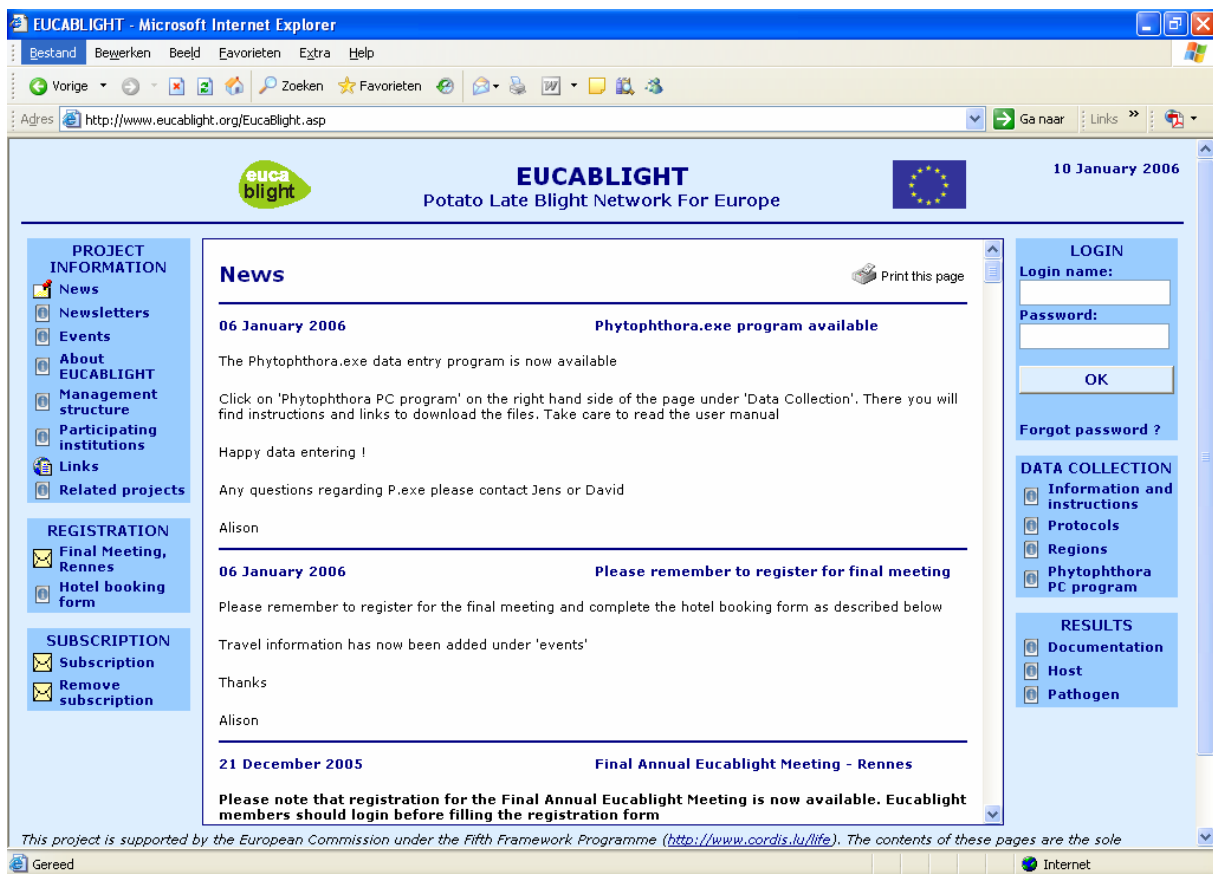 EUCABLIGHT - Microsoft Internet Explorer
Bestand Bewerken Beeld Favorieten Extra Help
Vorige Zoeken Favorieten
Adres http://www.eucablight.org/EucaBlight.asp Ga naar Links »
euca
blight
EUCABLIGHT
Potato Late Blight Network For Europe
10 January 2006
PROJECT
INFORMATION
News
Newsletters
Events
About
EUCABLIGHT
Management
structure
Participating
institutions
Links
Related projects
REGISTRATION
Final Meeting,
Rennes
Hotel booking
form
SUBSCRIPTION
Subscription
Remove
subscription
News Print this page
06 January 2006 Phytophthora.exe program available
The Phytophthora.exe data entry program is now available
Click on 'Phytophthora PC program' on the right hand side of the page under 'Data Collection'. There you will
find instructions and links to download the files. Take care to read the user manual
Happy data entering !
Any questions regarding P.exe please contact Jens or David
Alison
06 January 2006 Please remember to register for final meeting
Please remember to register for the final meeting and complete the hotel booking form as described below
Travel information has now been added under 'events'
Thanks
Alison
21 December 2005 Final Annual Eucablight Meeting - Rennes
Please note that registration for the Final Annual Eucablight Meeting is now available. Eucablight
members should login before filling the registration form
LOGIN
Login name:
Password:
OK
Forgot password ?
DATA COLLECTION
Information and
instructions
Protocols
Regions
Phytophthora
PC program
RESULTS
Documentation
Host
Pathogen
This project is supported by the European Commission under the Fifth Framework Programme (http://www.cordis.lu/life). The contents of these pages are the sole
Gereed Internet